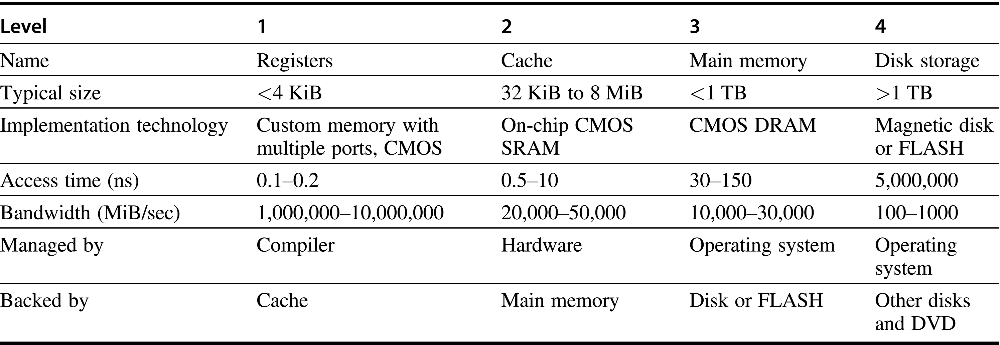 Level 1 2 3 4
Name Registers Cache Main memory Disk storage
Typical size <4 KiB 32 KiB to 8 MiB <1 TB >1 TB
Implementation technology Custom memory with On-chip CMOS CMOS DRAM Magnetic disk
multiple ports, CMOS SRAM or FLASH
Access time (ns) 0.1–0.2 0.5–10 30–150 5,000,000
Bandwidth (MiB/sec) 1,000,000–10,000,000 20,000–50,000 10,000–30,000 100–1000
Managed by Compiler Hardware Operating system Operating
system
Backed by Cache Main memory Disk or FLASH Other disks
and DVD